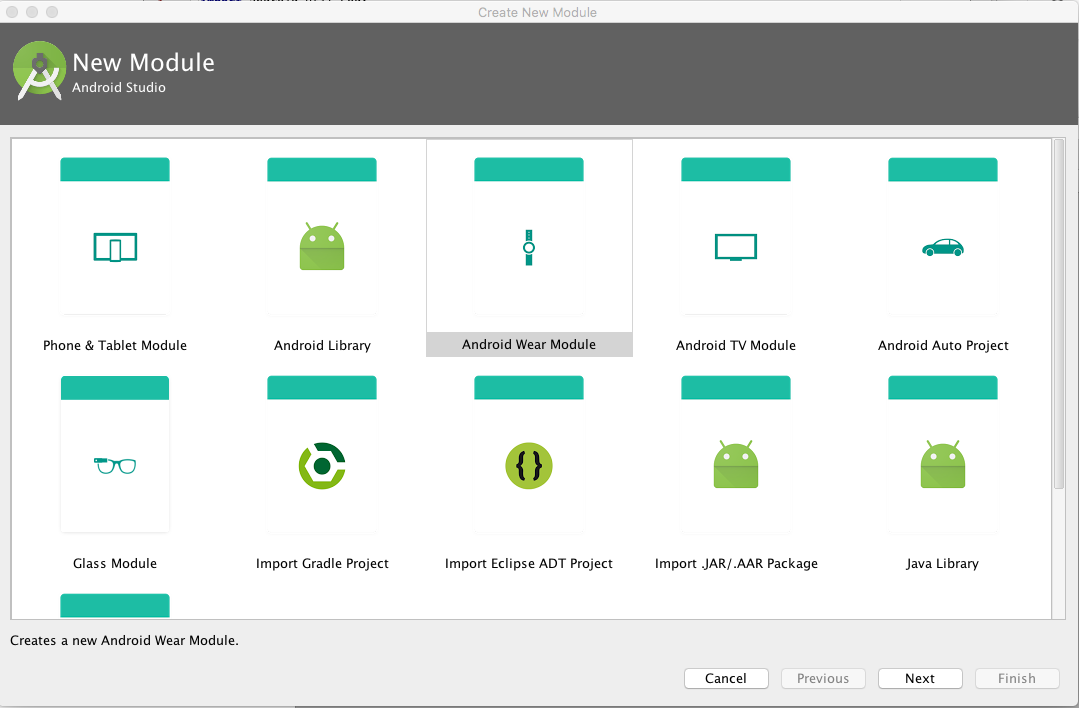 Create New Module
New Module
Android Studio
Phone & Tablet Module
Android Library
Android Wear Module
Android TV Module
Android Auto Project
Glass Module
Import Gradle Project
{}
Import Eclipse ADT Project
Import .JAR/.AAR Package
Java Library
Creates a new Android Wear Module.
Cancel
Previous
Next
Finish